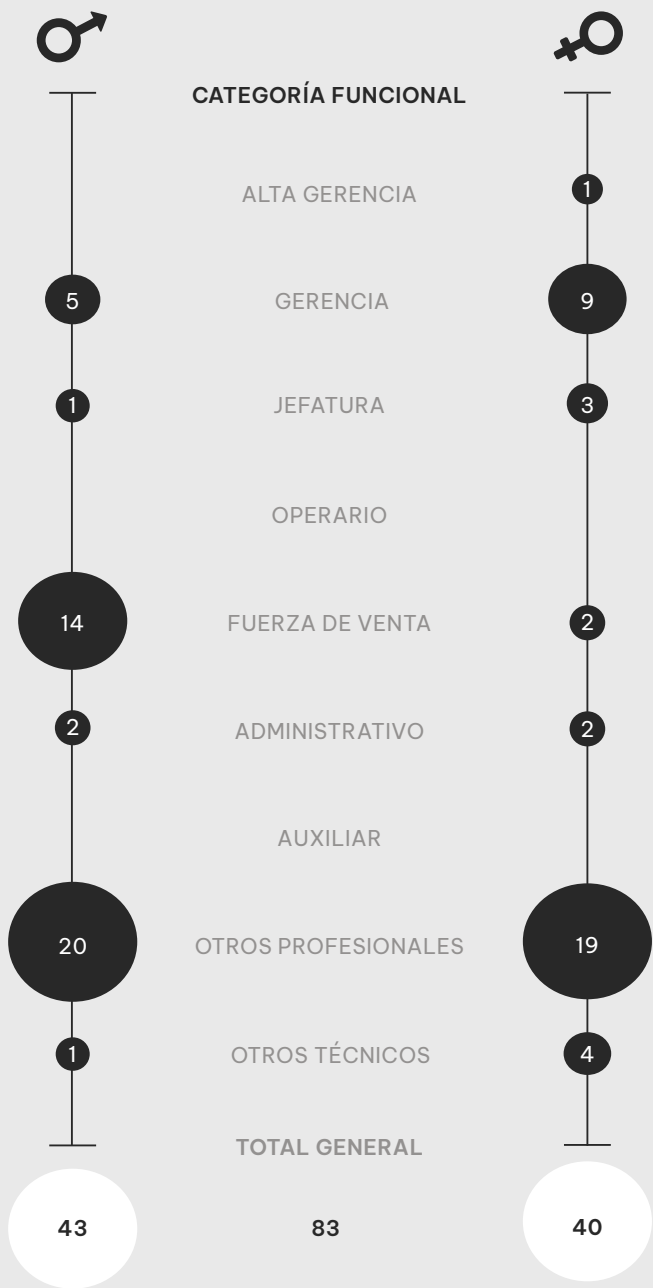 CATEGORÍA FUNCIONAL
ALTA GERENCIA 1
5 GERENCIA 9
1 JEFATURA 3
OPERARIO
14 FUERZA DE VENTA 2
2 ADMINISTRATIVO 2
AUXILIAR
20 OTROS PROFESIONALES 19
1 OTROS TÉCNICOS 4
TOTAL GENERAL
43 83 40